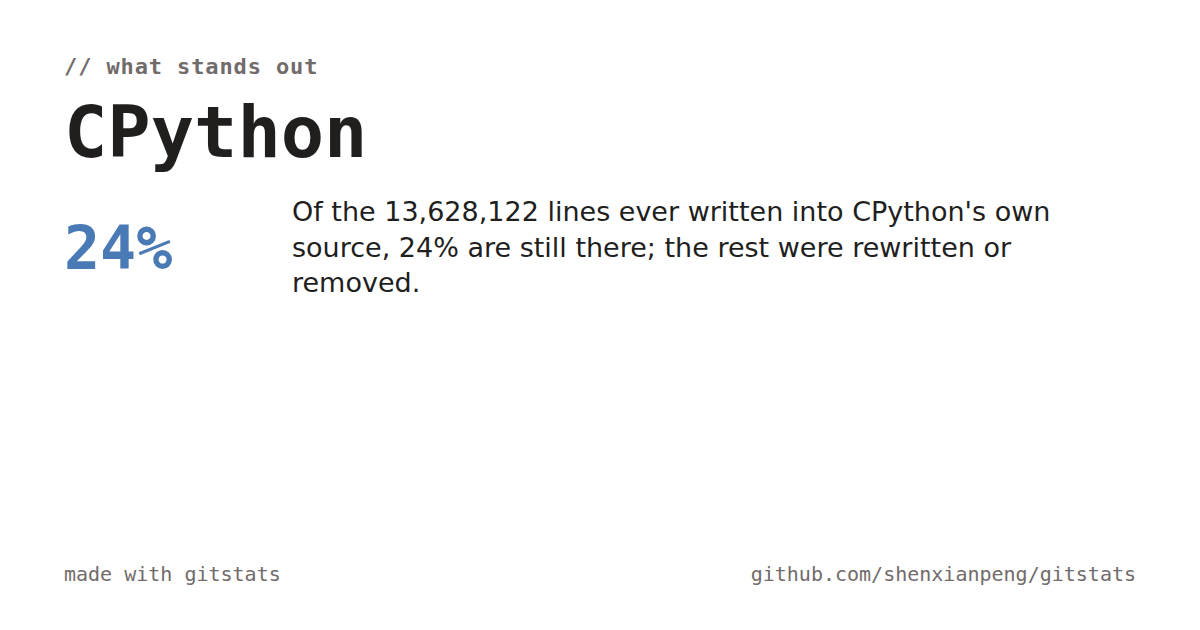 // what stands out
CPython
24%
Of the 13,628,122 lines ever written into CPython's own
source, 24% are still there; the rest were rewritten or
removed.
made with gitstats
github.com/shenxianpeng/gitstats